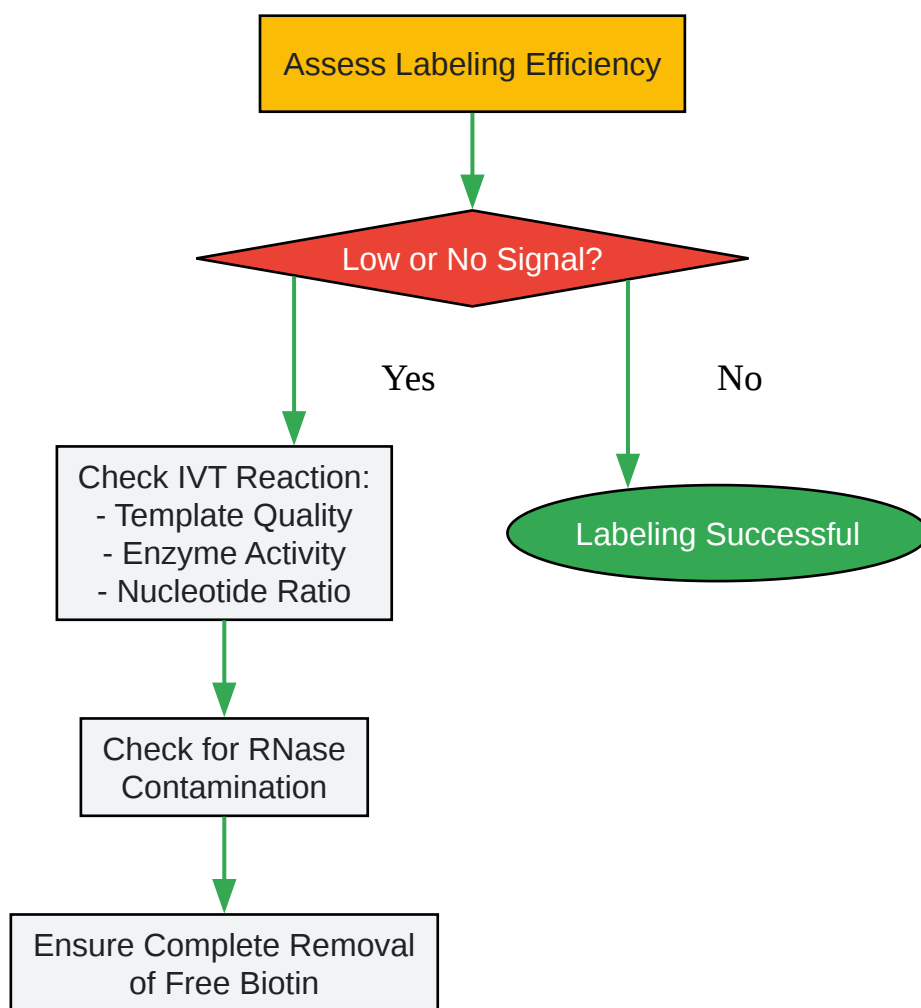 Assess Labeling Efficiency
Low or No Signal?
Yes
No
Check IVT Reaction:
- Template Quality
- Enzyme Activity
- Nucleotide Ratio
Labeling Successful
Check for RNase
Contamination
Ensure Complete Removal
of Free Biotin